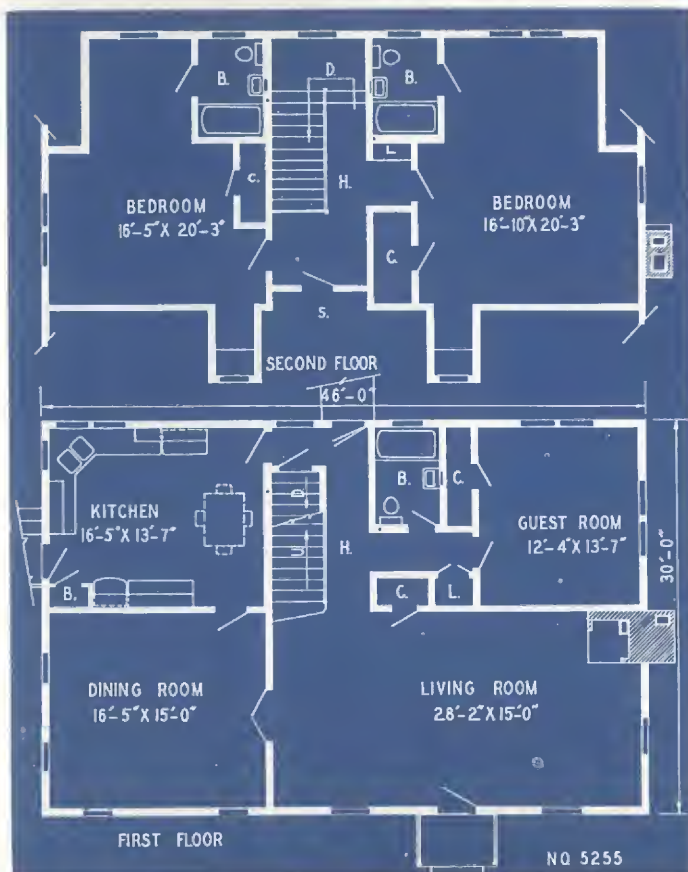 B.
D.
B.
L.
C.
H.
BEDROOM
16'-5" X 20'-3"
BEDROOM
16'-10" X 20'-3"
C.
S.
SECOND FLOOR
46'-0"
B.
C.
KITCHEN
16'-5" X 13'-7"
D
U
H.
GUEST ROOM
12'-4" X 13'-7"
30'-0"
B.
C.
L.
DINING ROOM
16'-5" X 15'-0"
LIVING ROOM
28'-2" X 15'-0"
FIRST FLOOR
NO 5255